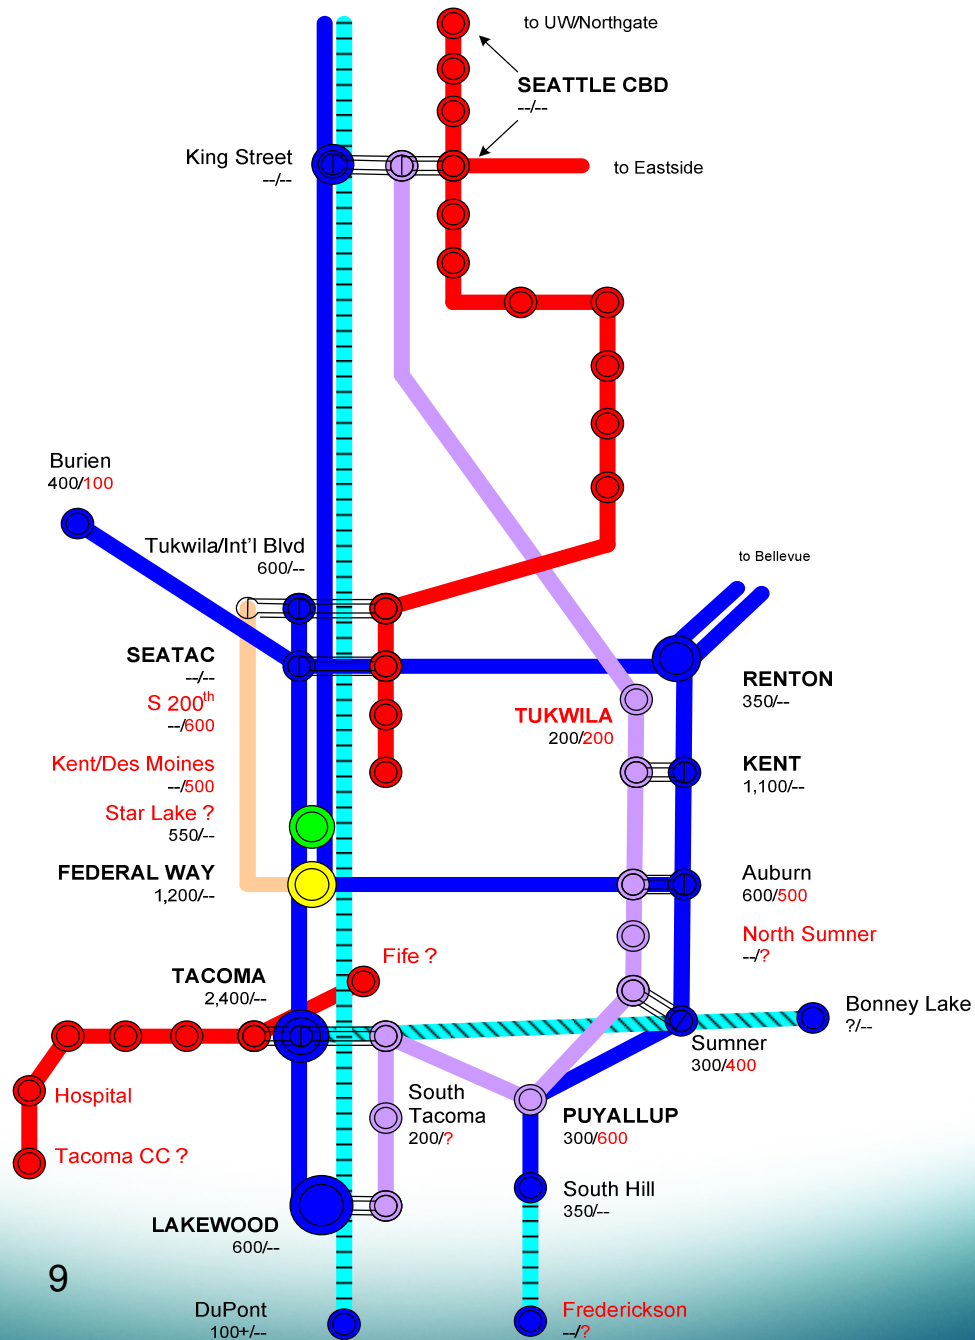 to UW/Northgate
SEATTLE CBD
--/--
King Street
--/--
to Eastside
Burien
400/100
Tukwila/Int'l Blvd
600/--
to Bellevue
SEATAC
--/--
S 200th
--/600
RENTON
350/--
TUKWILA
200/200
Kent/Des Moines
--/500
KENT
1,100/--
Star Lake ?
550/--
FEDERAL WAY
1,200/--
Auburn
600/500
North Sumner
--/?
Fife ?
TACOMA
2,400/--
Bonney Lake
?/--
Sumner
300/400
Hospital
South
Tacoma
200/?
PUYALLUP
300/600
Tacoma CC ?
South Hill
350/--
LAKEWOOD
600/--
9
DuPont
100+/--
Frederickson
--/?